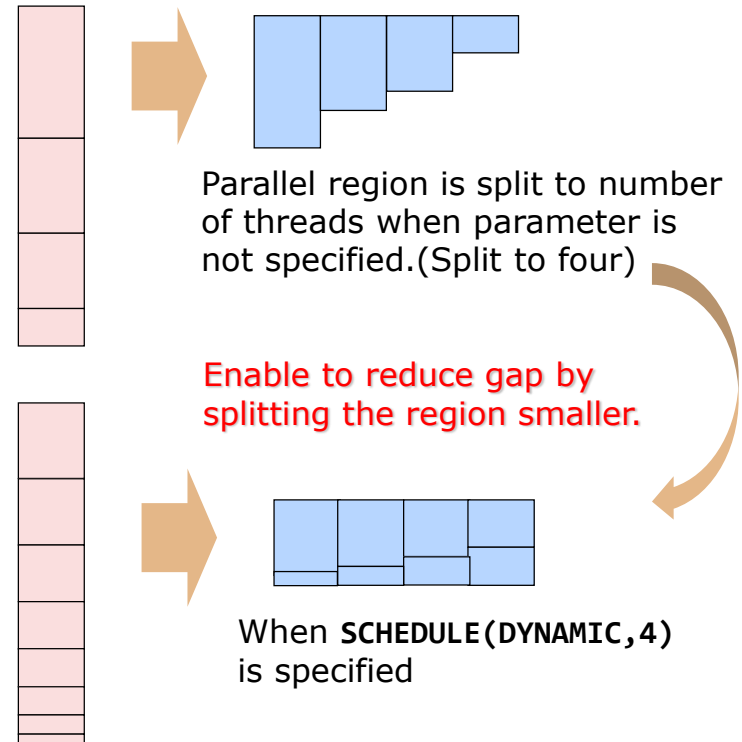 Parallel region is split to number
of threads when parameter is
not specified.(Split to four)
Enable to reduce gap by
splitting the region smaller.
When SCHEDULE(DYNAMIC,4)
is specified